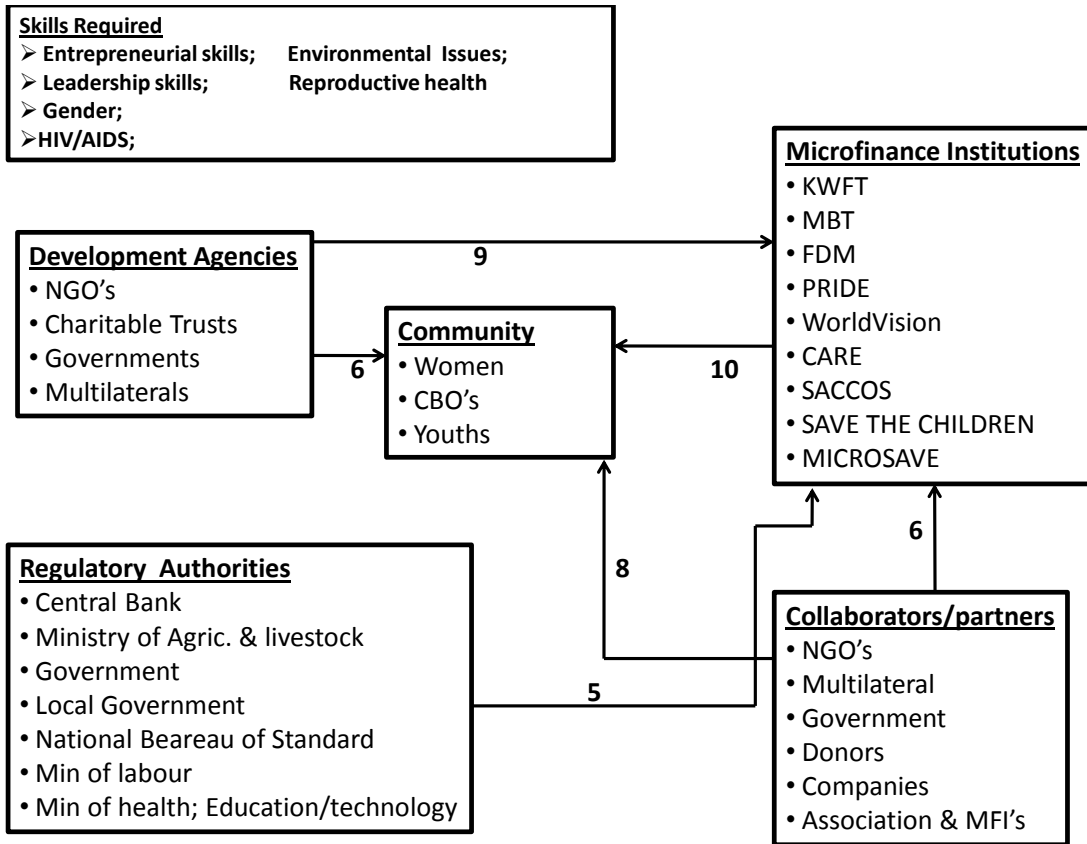 Skills Required
➢ Entrepreneurial skills; Environmental Issues;
➢ Leadership skills; Reproductive health
➢ Gender;
➢HIV/AIDS;
Microfinance Institutions
• KWFT
• MBT
• FDM
• PRIDE
• WorldVision
• CARE
• SACCOS
• SAVE THE CHILDREN
• MICROSAVE
Development Agencies
• NGO's
• Charitable Trusts
• Governments
• Multilaterals
9
6
Community
• Women
• CBO's
• Youths
10
Regulatory Authorities
• Central Bank
• Ministry of Agric. & livestock
• Government
• Local Government
• National Beareau of Standard
• Min of labour
• Min of health; Education/technology
8
5
6
Collaborators/partners
• NGO's
• Multilateral
• Government
• Donors
• Companies
• Association & MFI's